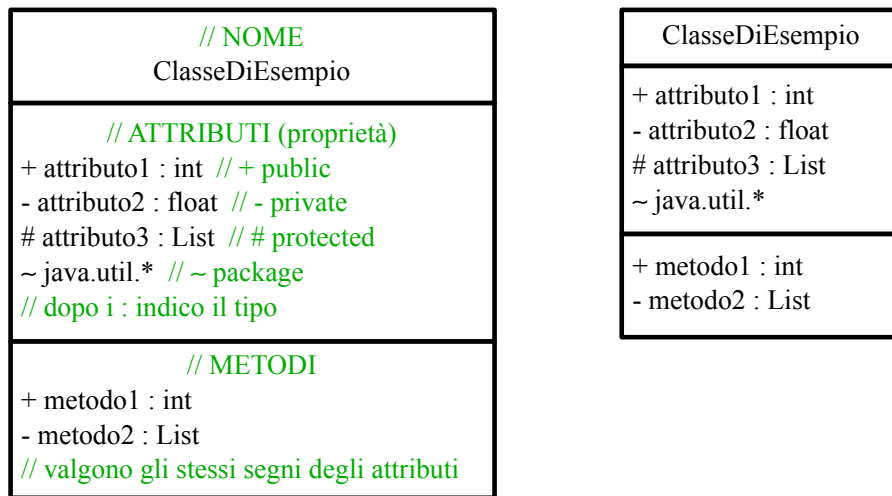 // NOME
ClasseDiEsempio
// ATTRIBUTI (proprietà)
+ attributo1 : int // + public
- attributo2 : float // - private
# attributo3 : List // # protected
~ java.util.* // ~ package
// dopo i : indico il tipo
// METODI
+ metodo1 : int
- metodo2 : List
// valgono gli stessi segni degli attributi
ClasseDiEsempio
+ attributo1 : int
- attributo2 : float
# attributo3 : List
~ java.util.*
+ metodo1 : int
- metodo2 : List